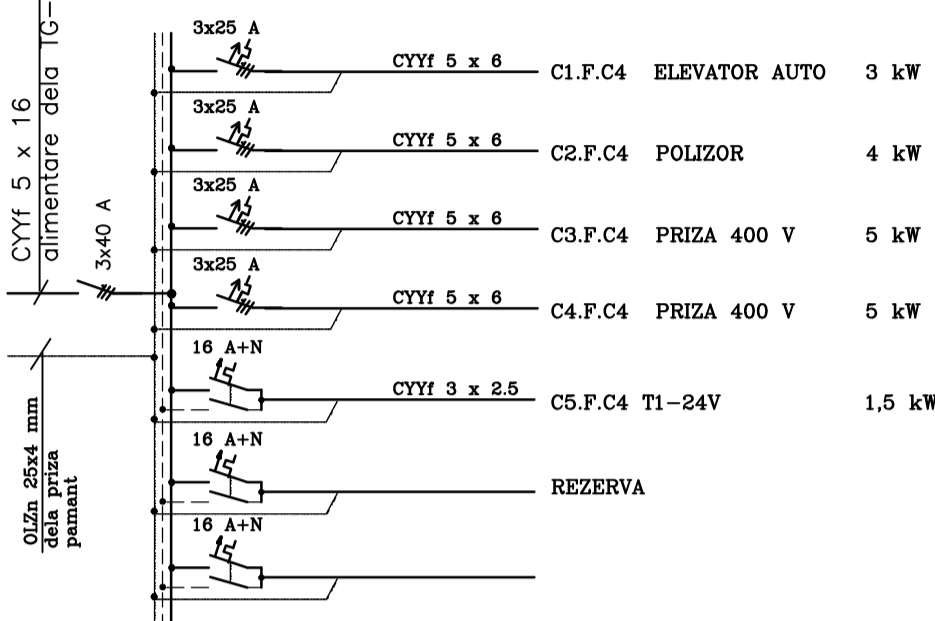 3x25 A
CYYf 5 x 6
C1.F.C4 ELEVATOR AUTO 3 kW
3x25 A
CYYf 5 x 6
C2.F.C4 POLIZOR 4 kW
3x25 A
CYYf 5 x 6
C3.F.C4 PRIZA 400 V 5 kW
3x25 A
CYYf 5 x 6
C4.F.C4 PRIZA 400 V 5 kW
16 A+N
CYYf 3 x 2.5
C5.F.C4 T1-24V 1,5 kW
16 A+N
REZERVA
16 A+N
CYYf 5 x 16
alimentare dela TG-
3x40 A
OLZn 25x4 mm
dela priza
pamant